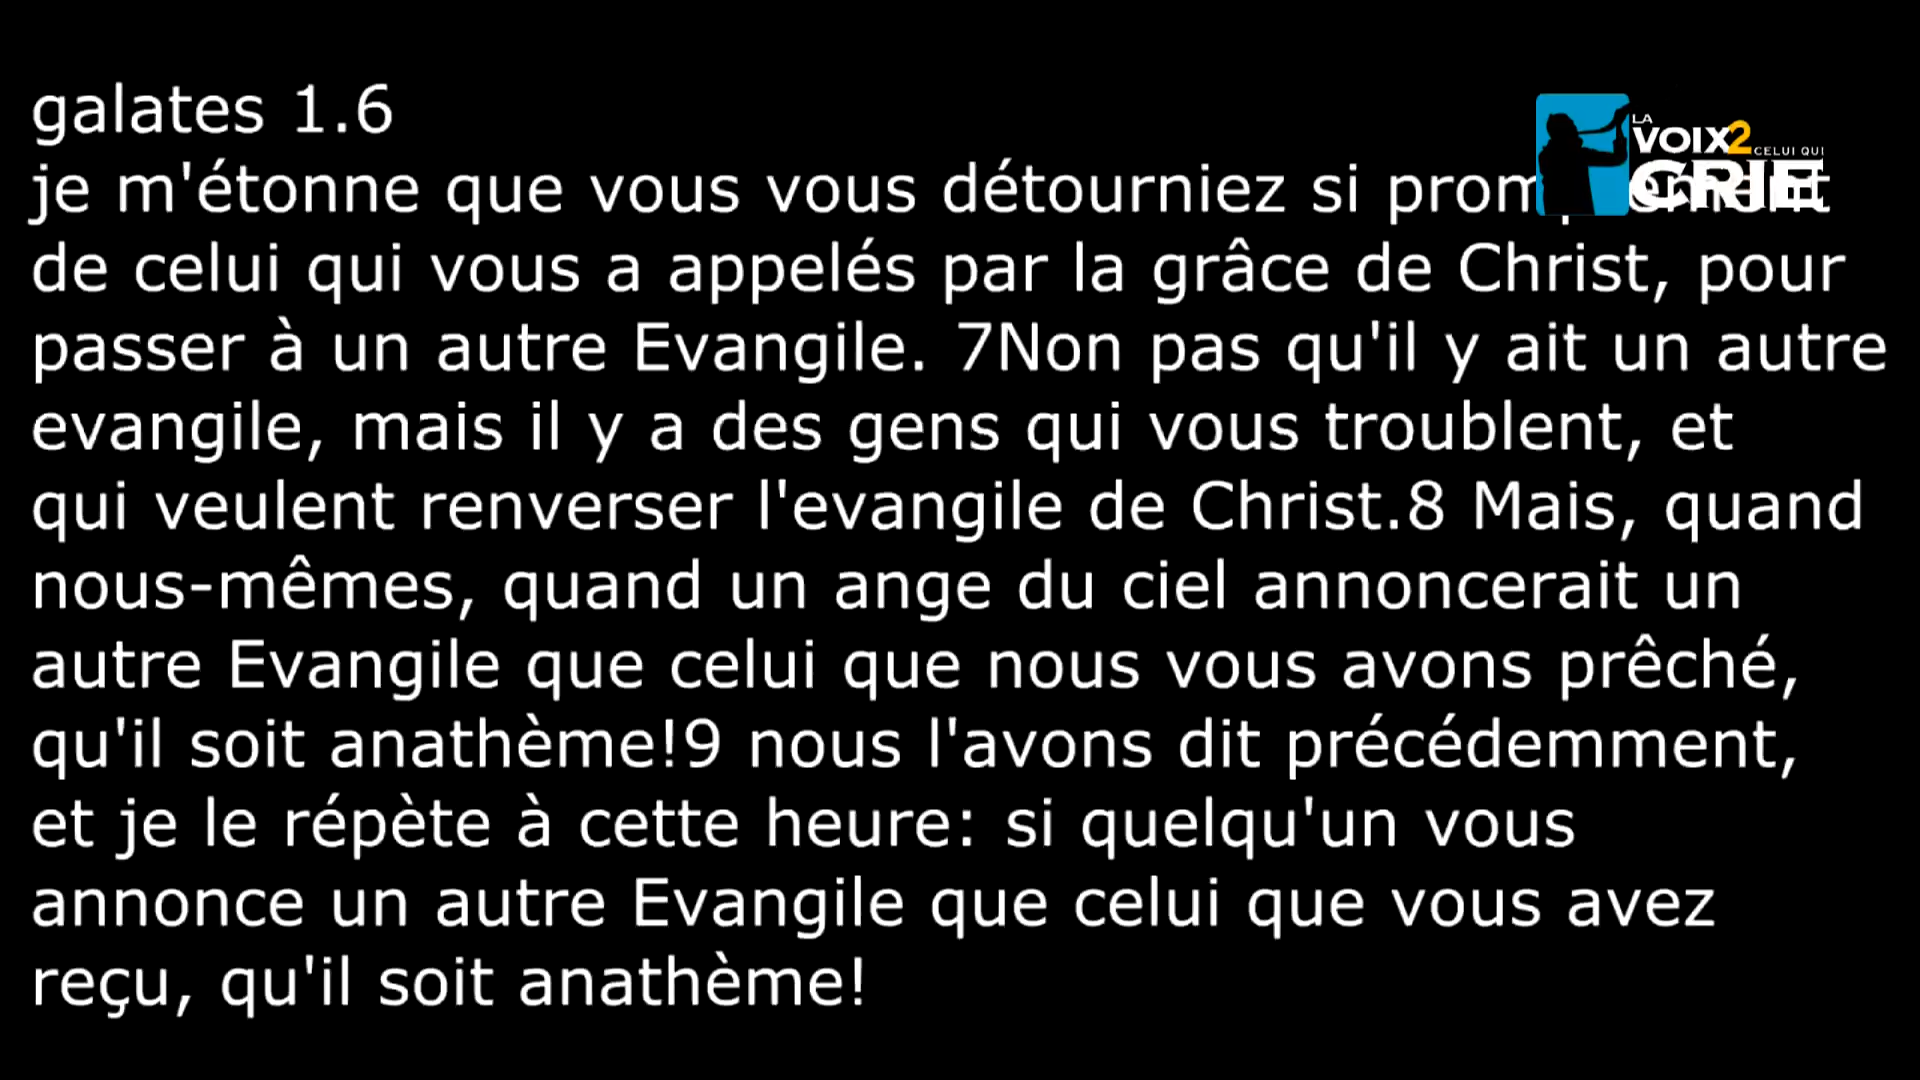 galates 1.6
LA
VOIX2 CELUI QUI
CRIE
je m'étonne que vous vous détourniez si
de celui qui vous a appelés par la grâce de Christ, pour
passer à un autre Evangile. 7Non pas qu'il y ait un autre
evangile, mais il y a des gens qui vous troublent, et
qui veulent renverser l'evangile de Christ.8 Mais, quand
nous-mêmes, quand un ange du ciel annoncerait un
autre Evangile que celui que nous vous avons prêché,
qu'il soit anathème!9 nous l'avons dit précédemment,
et je le répète à cette heure: si quelqu'un vous
annonce un autre Evangile que celui que vous avez
reçu, qu'il soit anathème!